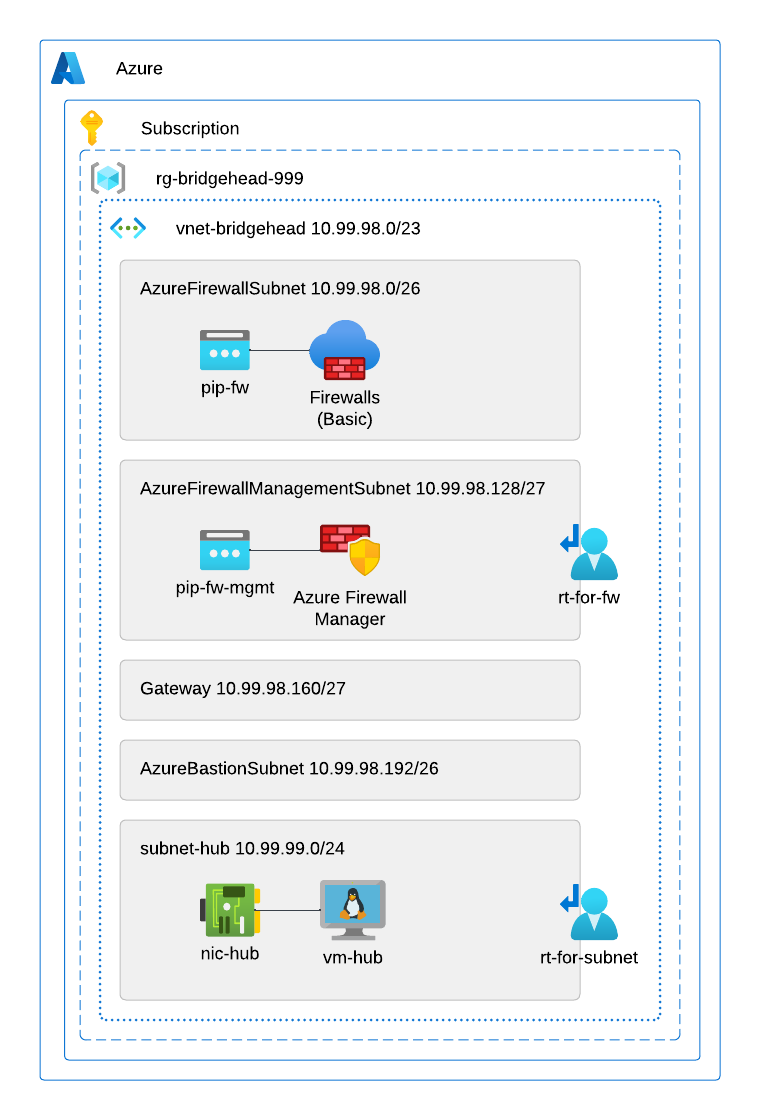 Azure
Subscription
rg-bridgehead-999
vnet-bridgehead 10.99.98.0/23
AzureFirewallSubnet 10.99.98.0/26
pip-fw
Firewalls
(Basic)
AzureFirewallManagementSubnet 10.99.98.128/27
pip-fw-mgmt
Azure Firewall
Manager
rt-for-fw
Gateway 10.99.98.160/27
AzureBastionSubnet 10.99.98.192/26
subnet-hub 10.99.99.0/24
nic-hub
vm-hub
rt-for-subnet